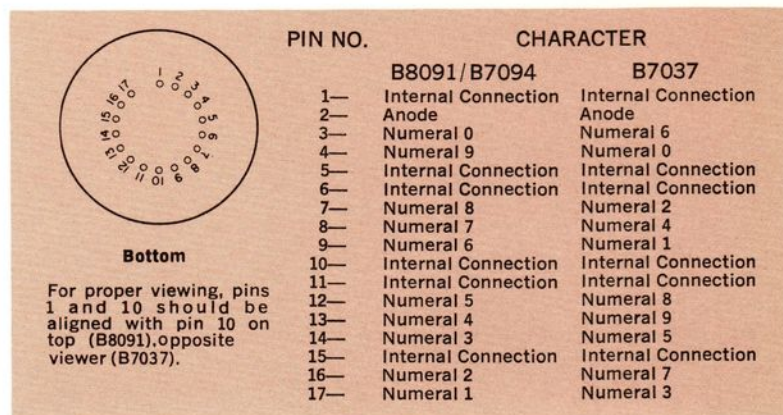 PIN NO. CHARACTER
B8091/B7094 B7037
1— Internal Connection Internal Connection
2— Anode Anode
3— Numeral 0 Numeral 6
4— Numeral 9 Numeral 0
5— Internal Connection Internal Connection
6— Internal Connection Internal Connection
7— Numeral 8 Numeral 2
8— Numeral 7 Numeral 4
9— Numeral 6 Numeral 1
10— Internal Connection Internal Connection
11— Internal Connection Internal Connection
12— Numeral 5 Numeral 8
13— Numeral 4 Numeral 9
14— Numeral 3 Numeral 5
15— Internal Connection Internal Connection
16— Numeral 2 Numeral 7
17— Numeral 1 Numeral 3
1 2 3 4 5 6 7 8 9 10 11 12 13 14 15 16 17
Bottom
For proper viewing, pins
1 and 10 should be
aligned with pin 10 on
top (B8091),opposite
viewer (B7037).